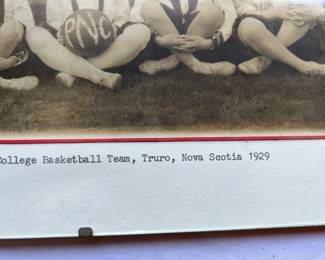 PNC
College Basketball Team, Truro, Nova Scotia 1929